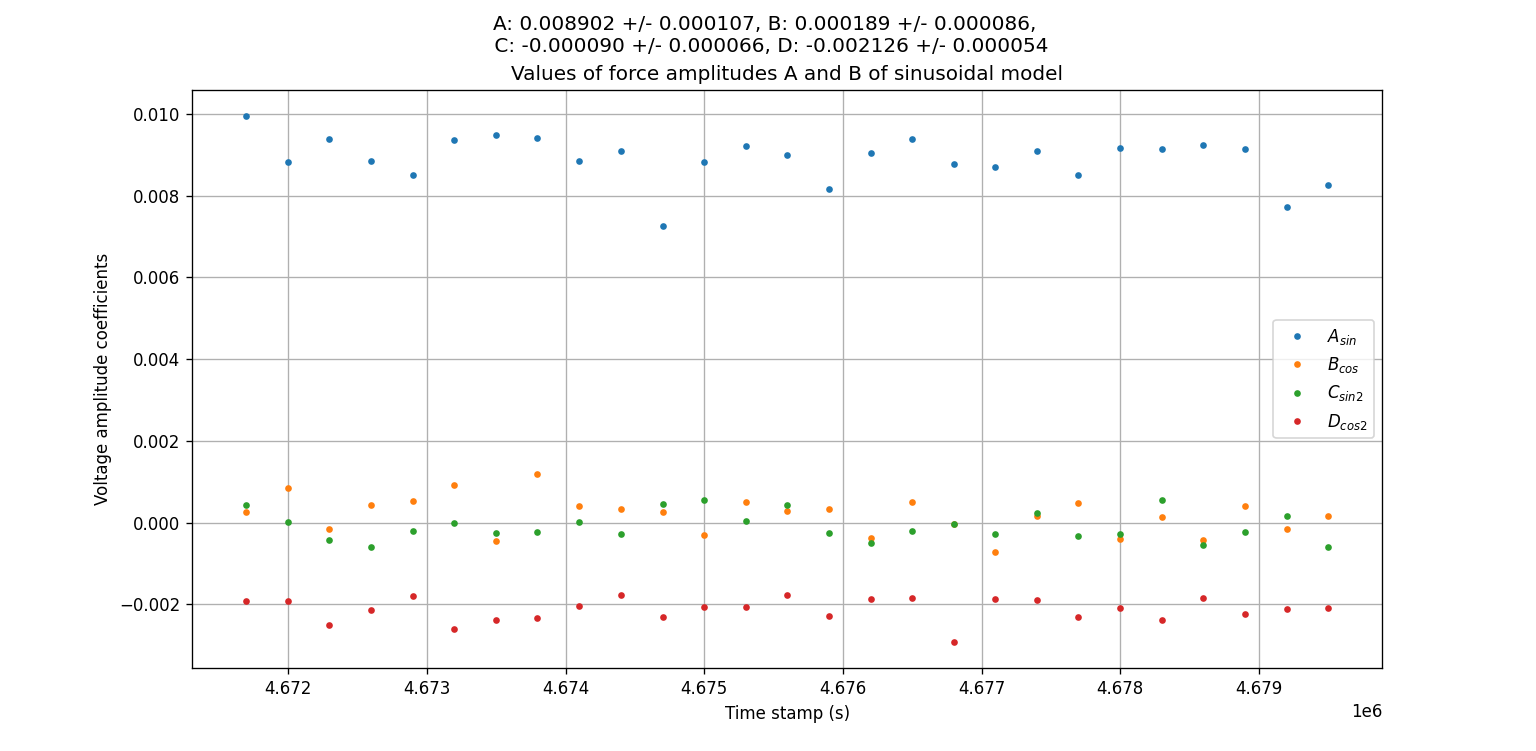 A: 0.008902 +/- 0.000107, B: 0.000189 +/- 0.000086,
C: -0.000090 +/- 0.000066, D: -0.002126 +/- 0.000054
Values of force amplitudes A and B of sinusoidal model
0.010
0.008
0.006
0.004
0.002
0.000
−0.002
Voltage amplitude coefficients
A_sin
B_cos
C_sin2
D_cos2
4.672 4.673 4.674 4.675 4.676 4.677 4.678 4.679
Time stamp (s)
1e6